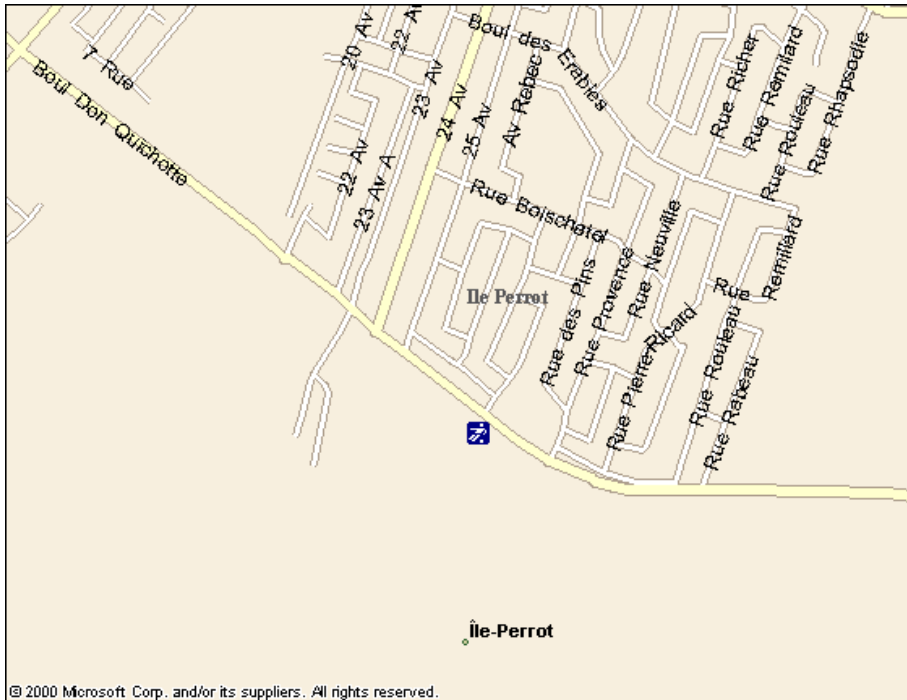 Boul des Erables
20 Av
22 Av
7 Rue
Boul Don Quichotte
23 Av
24 Av
25 Av
Av Rebec
Rue Richer
Rue Remillard
Rue Rouleau
Rue Rhapsodie
22 Av
23 Av A
Rue Boischatel
Rue Neuville
Rue Remillard
Ile Perrot
Rue des Pins
Rue Provence
Rue Pierre-Ricard
Rue Rouleau
Rue Rabeau
Île-Perrot
© 2000 Microsoft Corp. and/or its suppliers. All rights reserved.